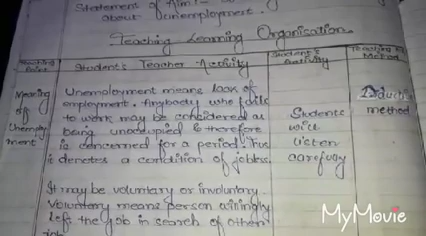 Statement of Aim:-
about Unemployment.
Teaching Learning Organisation.
Teaching
Point
Student's Teacher Activity
Student's
Activity
Teaching
Method
Meaning
of
Unemploy
ment
Unemployment means lack of
employment. Anybody who fails
to work may be considered as
being unoccupied & therefore
is concerned for a period. Thus
is denotes a condition of jobless
It may be voluntary or involuntary.
Voluntary means person willingly
left the job in search of other
job
Students
will
listen
carefully
method
MyMovie